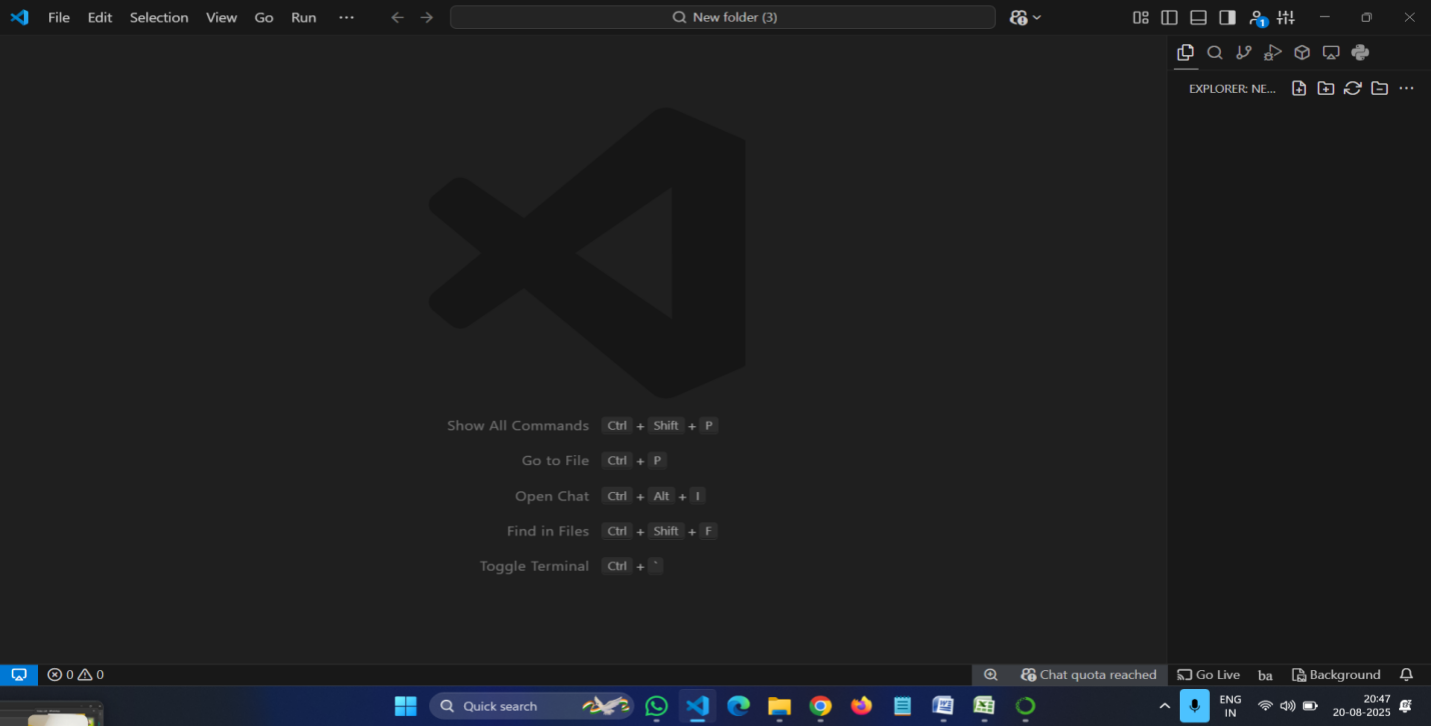 File Edit Selection View Go Run ···
New folder (3)
1
EXPLORER: NE...
Show All Commands Ctrl + Shift + P
Go to File Ctrl + P
Open Chat Ctrl + Alt + I
Find in Files Ctrl + Shift + F
Toggle Terminal Ctrl + `
0 0
Chat quota reached
Go Live
ba
Background
Quick search
ENG
IN
20:47
20-08-2025